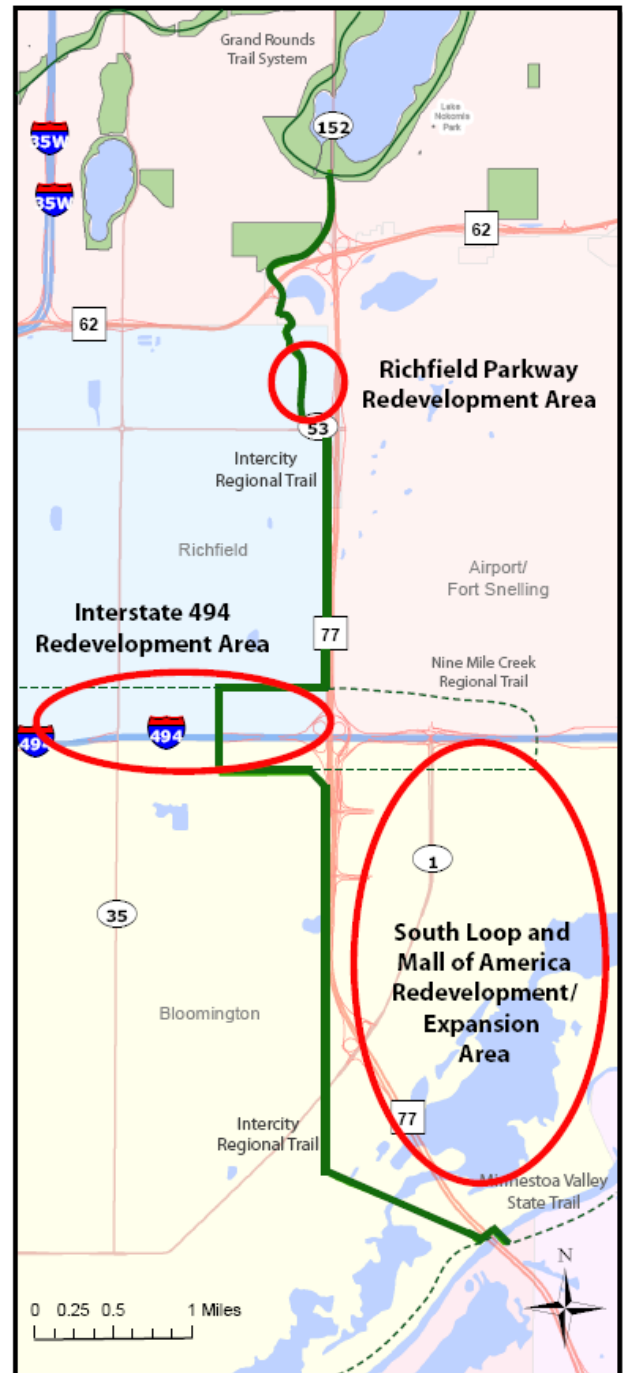 Grand Rounds
Trail System
152
Lake
Nokomis
Park
35W
35W
62
62
Richfield Parkway
Redevelopment Area
53
Intercity
Regional Trail
Richfield
Airport/
Fort Snelling
Interstate 494
Redevelopment Area
77
Nine Mile Creek
Regional Trail
494
494
1
35
South Loop and
Mall of America
Redevelopment/
Expansion
Area
Bloomington
77
Intercity
Regional Trail
Minnestoa Valley
State Trail
N
0 0.25 0.5 1 Miles